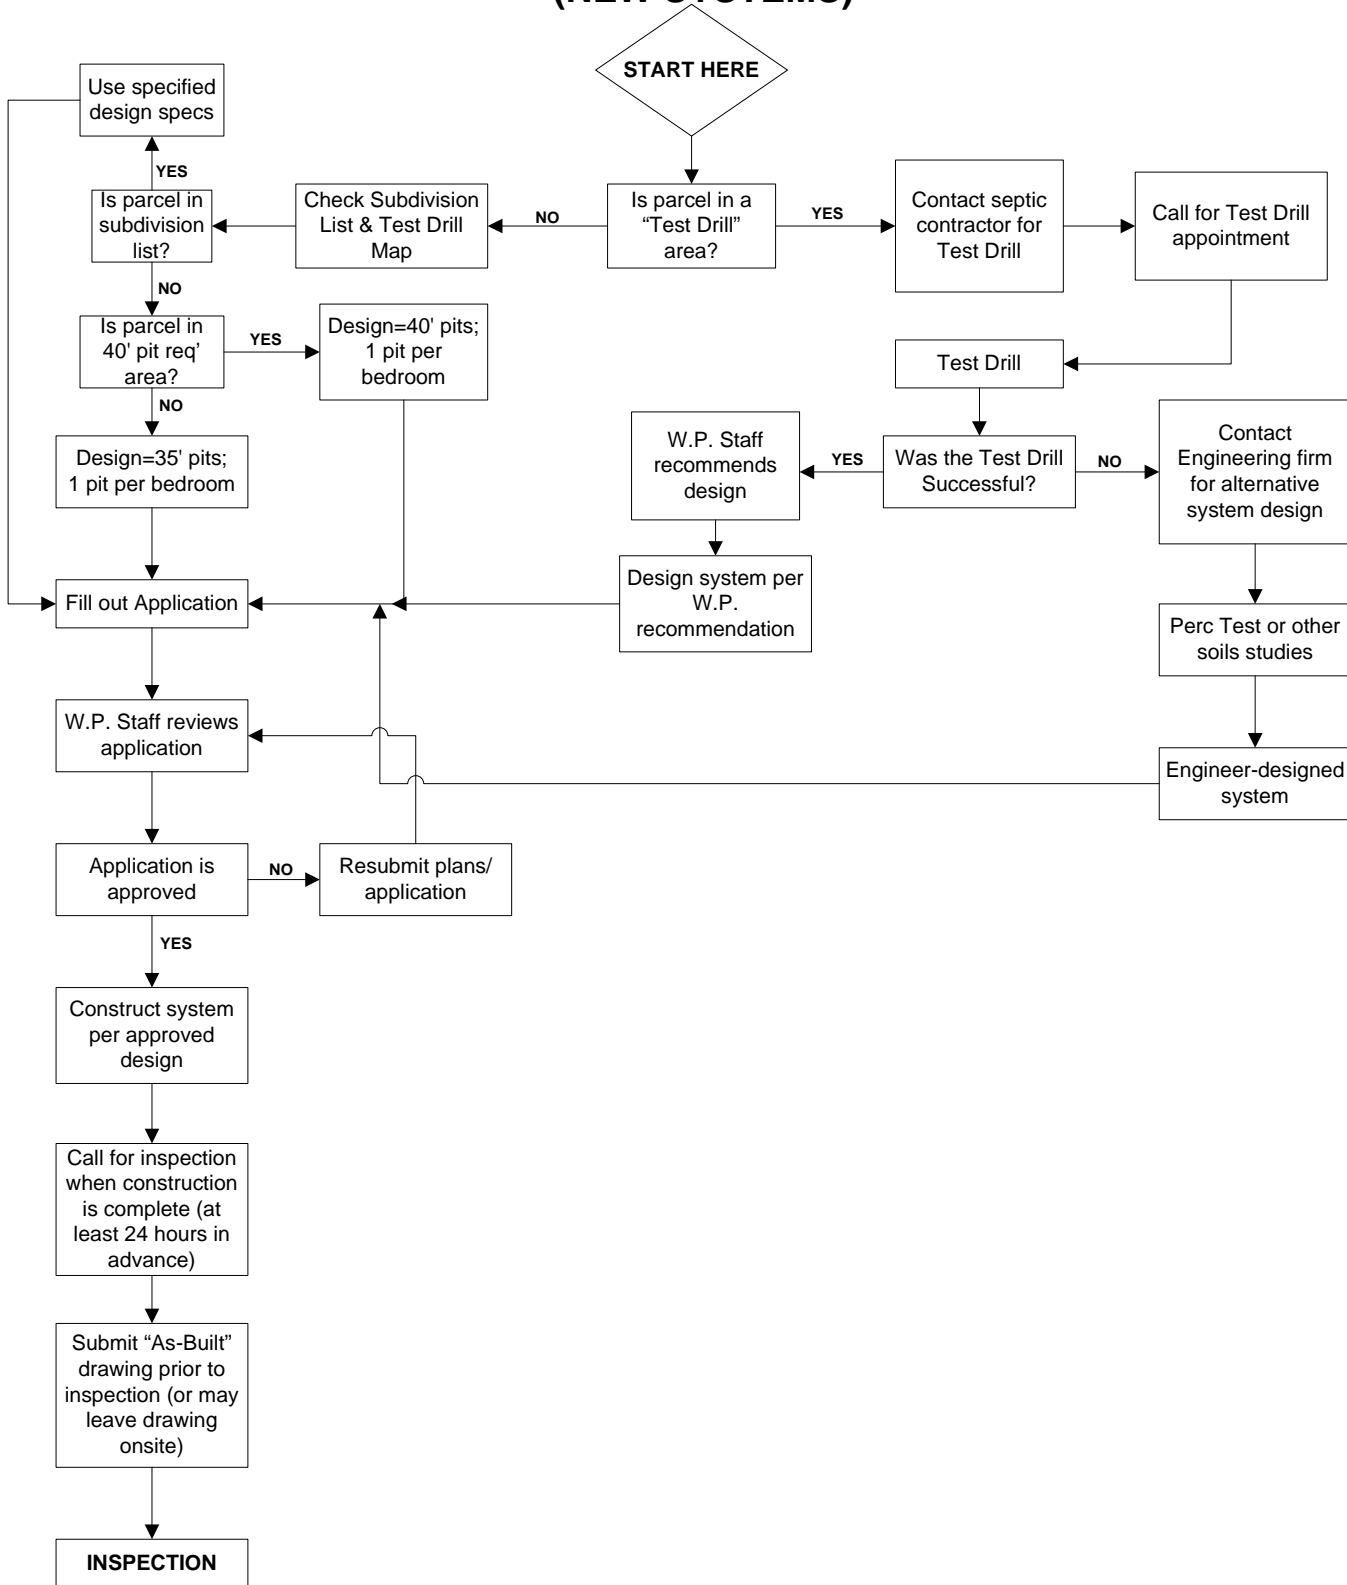 (NEW SYSTEMS)
START HERE
Use specified
design specs
YES
Is parcel in
subdivision
list?
Check Subdivision
List & Test Drill
Map
NO
Is parcel in a
“Test Drill”
area?
YES
Contact septic
contractor for
Test Drill
Call for Test Drill
appointment
NO
Is parcel in
40' pit req’
area?
YES
Design=40' pits;
1 pit per
bedroom
Test Drill
NO
Design=35' pits;
1 pit per bedroom
W.P. Staff
recommends
design
YES
Was the Test Drill
Successful?
NO
Contact
Engineering firm
for alternative
system design
Fill out Application
Design system per
W.P.
recommendation
Perc Test or other
soils studies
W.P. Staff reviews
application
Engineer-designed
system
Application is
approved
NO
Resubmit plans/
application
YES
Construct system
per approved
design
Call for inspection
when construction
is complete (at
least 24 hours in
advance)
Submit “As-Built”
drawing prior to
inspection (or may
leave drawing
onsite)
INSPECTION